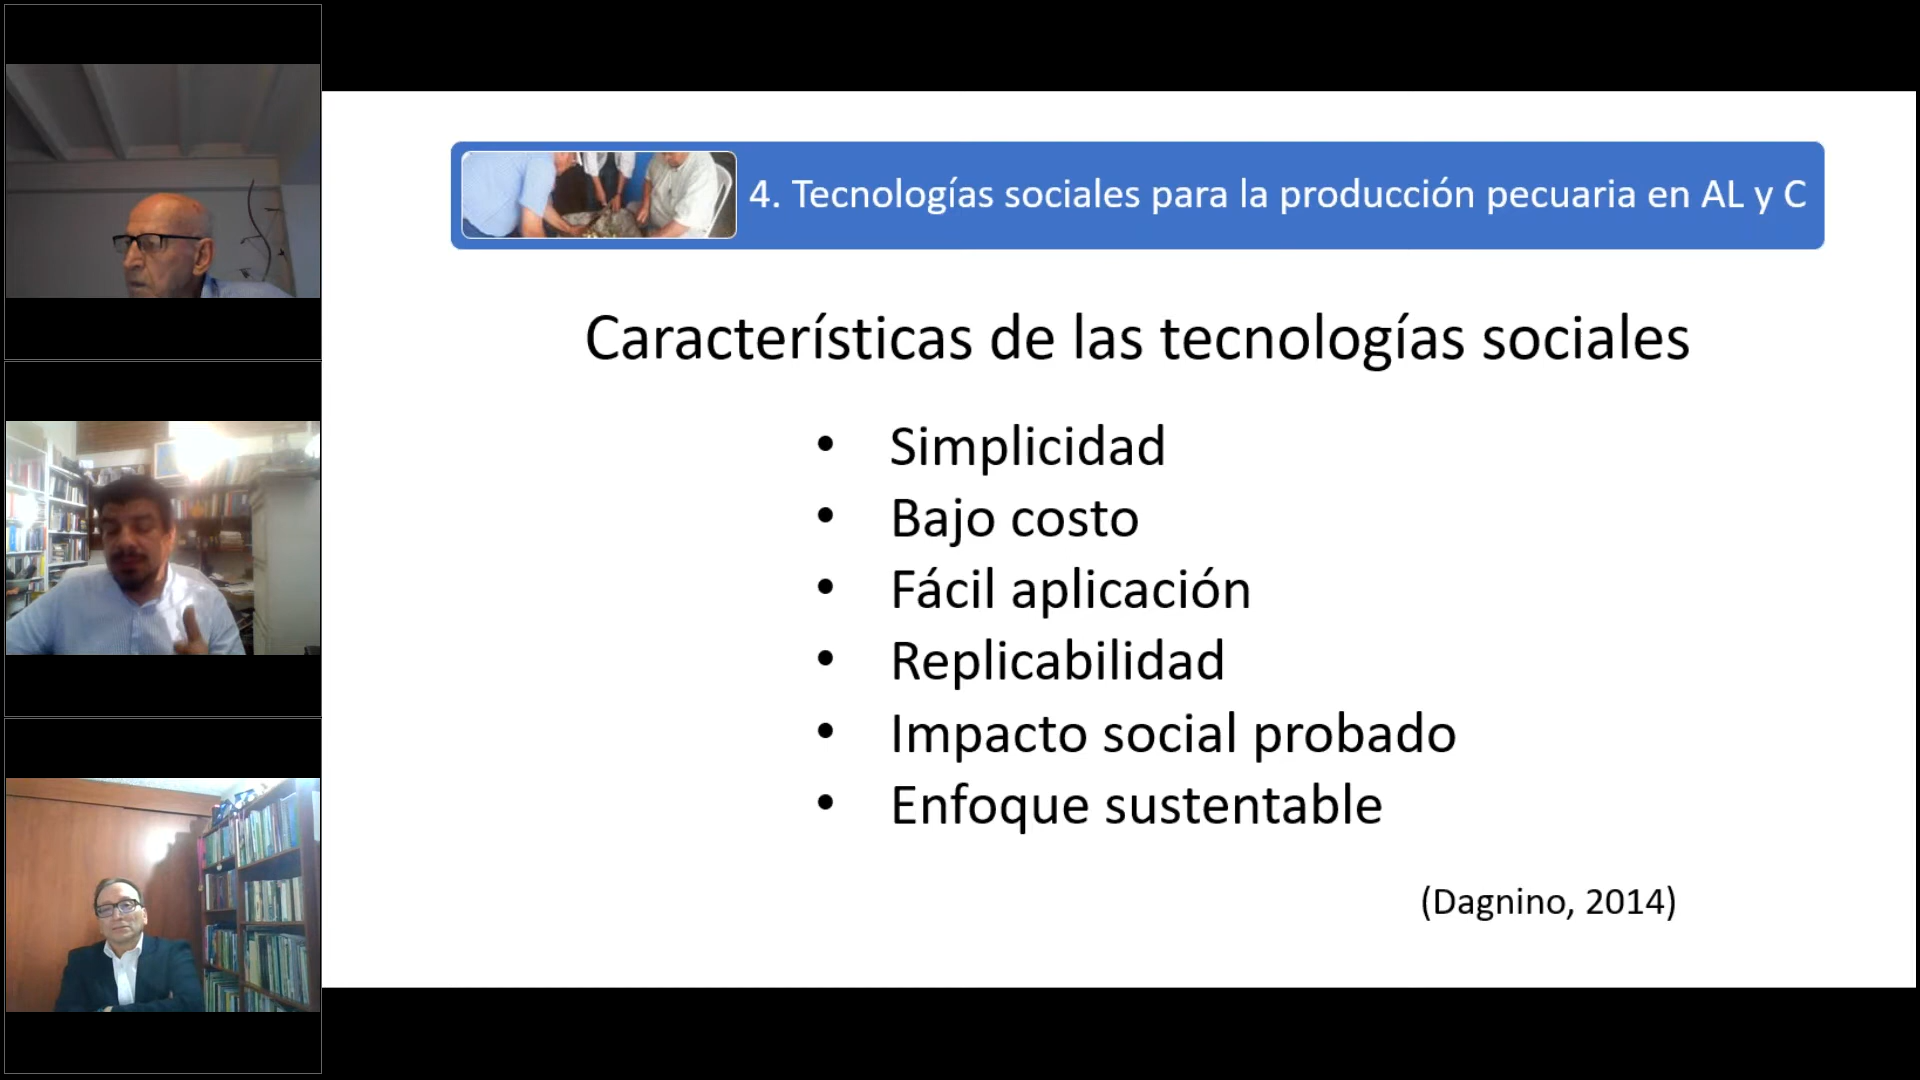 4. Tecnologías sociales para la producción pecuaria en AL y C
Características de las tecnologías sociales
• Simplicidad
• Bajo costo
• Fácil aplicación
• Replicabilidad
• Impacto social probado
• Enfoque sustentable
(Dagnino, 2014)